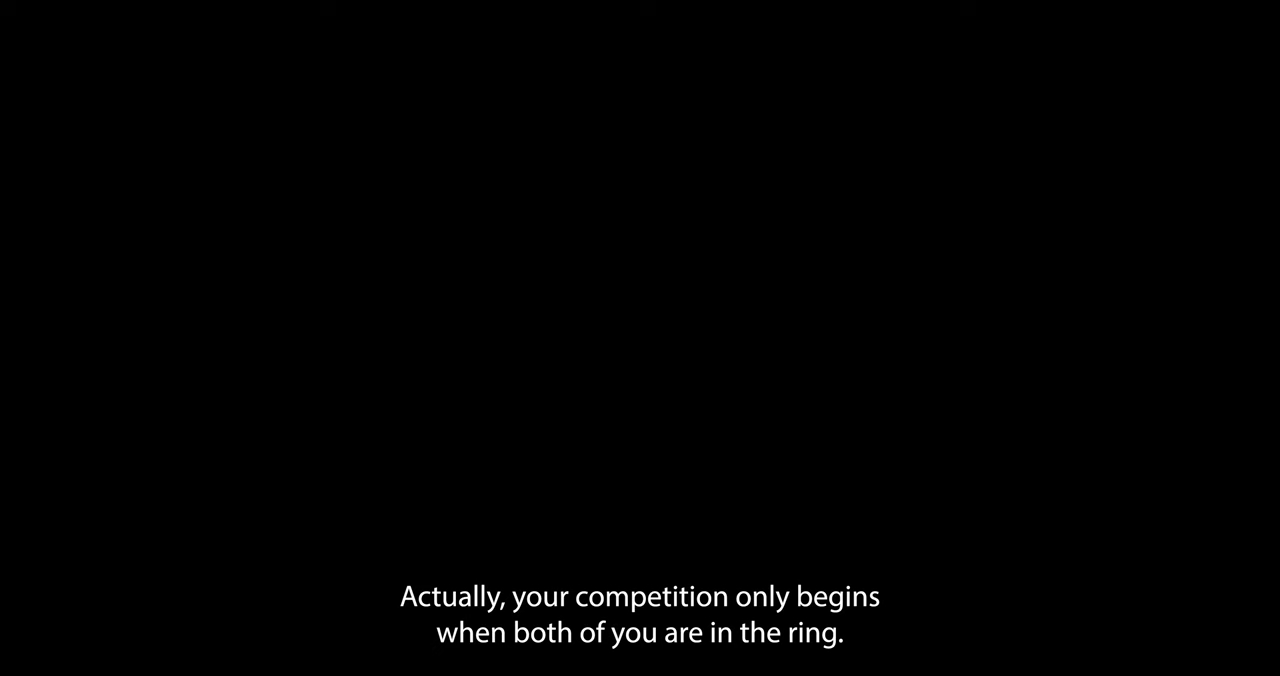 Actually, your competition only begins
when both of you are in the ring.